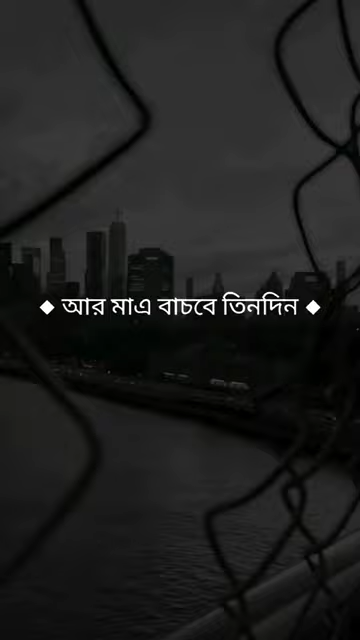 ◆ আর মাএ বাচবে তিনদিন ◆